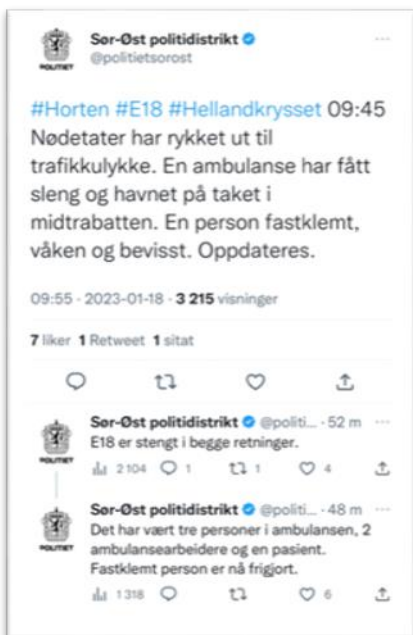 Sør-Øst politidistrikt
@politietsorost
POLITIET
#Horten #E18 #Hellandkrysset 09:45
Nødetater har rykket ut til
trafikkulykke. En ambulanse har fått
sleng og havnet på taket i
midtrabatten. En person fastklemt,
våken og bevisst. Oppdateres.
09:55 · 2023-01-18 · 3 215 visninger
7 liker 1 Retweet 1 sitat
Sør-Øst politidistrikt @politi... · 52 m
E18 er stengt i begge retninger.
POLITIET
2 104 1 1 4
Sør-Øst politidistrikt @politi... · 48 m
Det har vært tre personer i ambulansen, 2
POLITIET
ambulansearbeidere og en pasient.
Fastklemt person er nå frigjort.
1 318 6